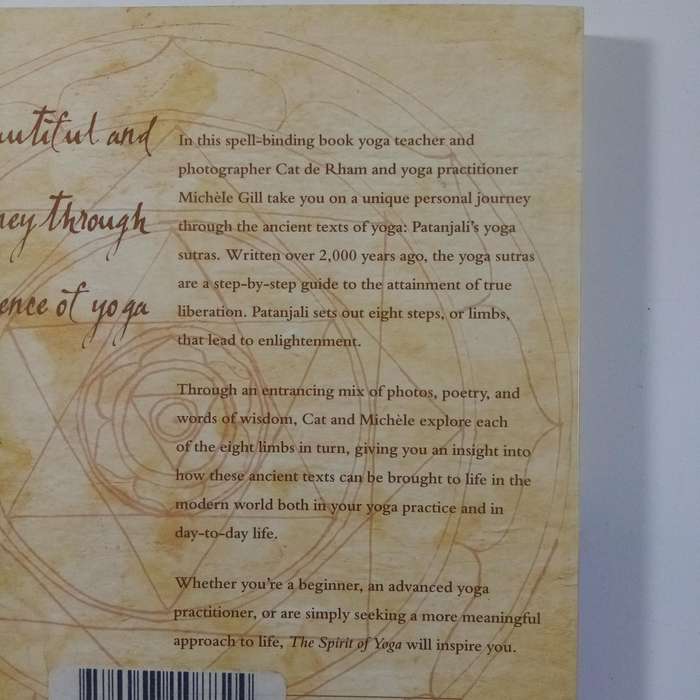 and
through
of yoga
In this spell-binding book yoga teacher and
photographer Cat de Rham and yoga practitioner
Michèle Gill take you on a unique personal journey
through the ancient texts of yoga: Patanjali's yoga
sutras. Written over 2,000 years ago, the yoga sutras
are a step-by-step guide to the attainment of true
liberation. Patanjali sets out eight steps, or limbs,
that lead to enlightenment.
Through an entrancing mix of photos, poetry, and
words of wisdom, Cat and Michèle explore each
of the eight limbs in turn, giving you an insight into
how these ancient texts can be brought to life in the
modern world both in your yoga practice and in
day-to-day life.
Whether you're a beginner, an advanced yoga
practitioner, or are simply seeking a more meaningful
approach to life, The Spirit of Yoga will inspire you.